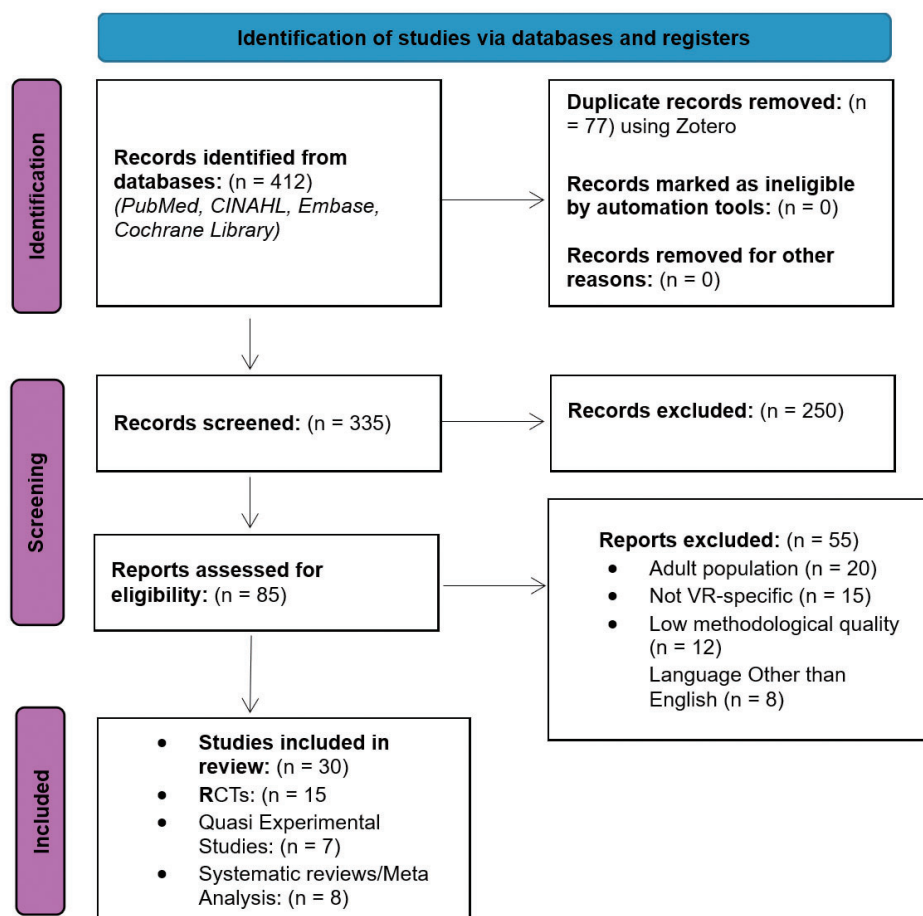 Identification of studies via databases and registers
Identification
Records identified from
databases: (n = 412)
(PubMed, CINAHL, Embase,
Cochrane Library)
Duplicate records removed: (n
= 77) using Zotero
Records marked as ineligible
by automation tools: (n = 0)
Records removed for other
reasons: (n = 0)
Screening
Records screened: (n = 335)
Records excluded: (n = 250)
Reports assessed for
eligibility: (n = 85)
Reports excluded: (n = 55)
• Adult population (n = 20)
• Not VR-specific (n = 15)
• Low methodological quality
(n = 12)
Language Other than
English (n = 8)
Included
• Studies included in
review: (n = 30)
• RCTs: (n = 15
• Quasi Experimental
Studies: (n = 7)
• Systematic reviews/Meta
Analysis: (n = 8)